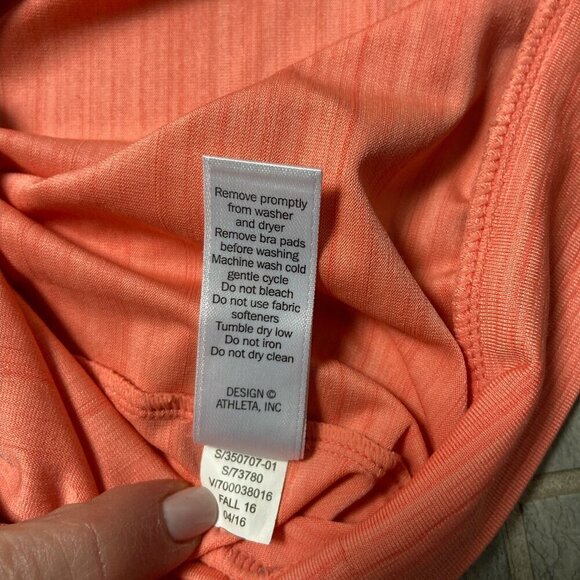 Remove promptly
from washer
and dryer
Remove bra pads
before washing
Machine wash cold
gentle cycle
Do not bleach
Do not use fabric
softeners
Tumble dry low
Do not iron
Do not dry clean
DESIGN ©
ATHLETA, INC
S/350707-01
S/73780
V/700038016
FALL 16
04/16